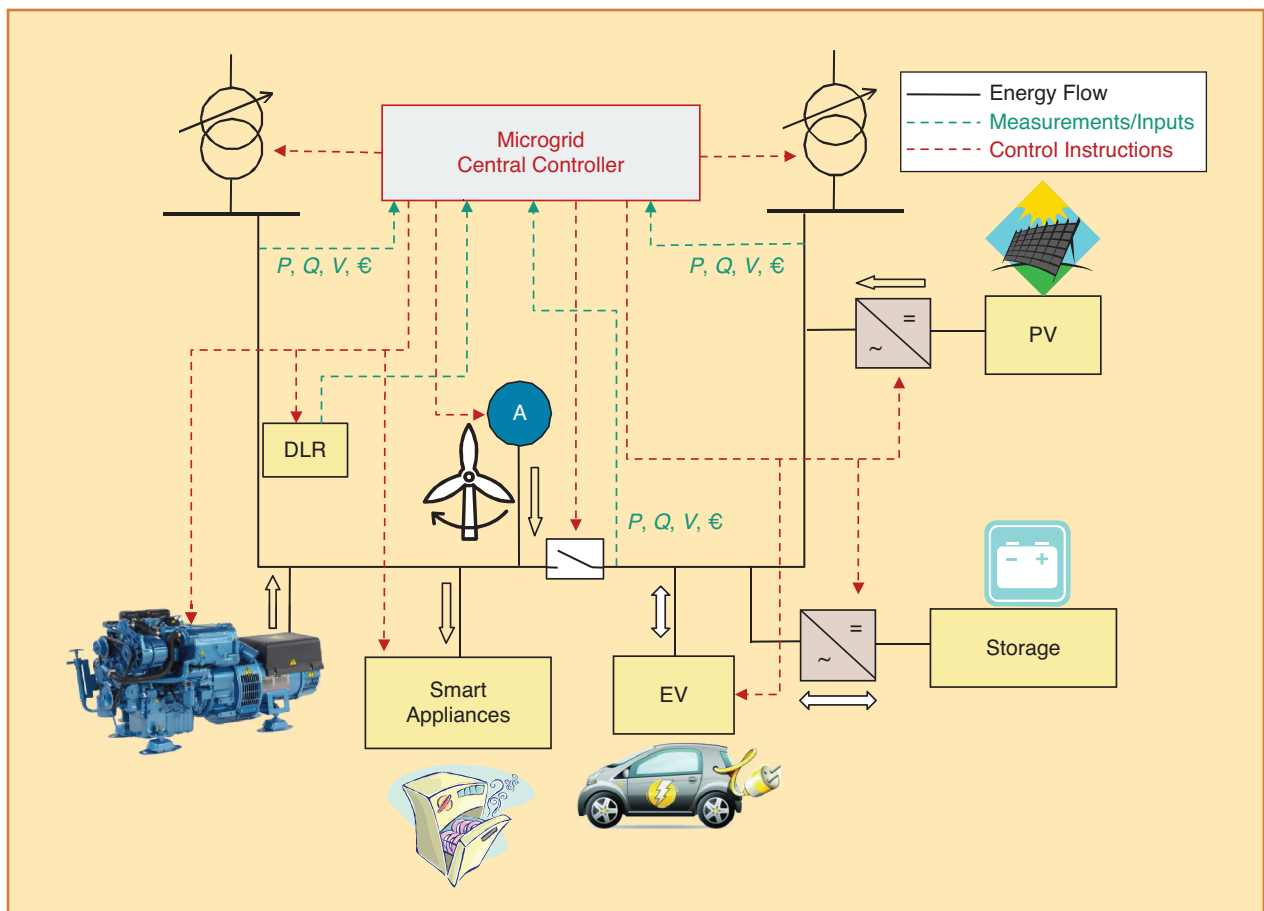 Energy Flow
Measurements/Inputs
Control Instructions
Microgrid
Central Controller
P, Q, V, €
P, Q, V, €
=
~
PV
A
DLR
P, Q, V, €
- +
=
~
Storage
Smart
Appliances
EV